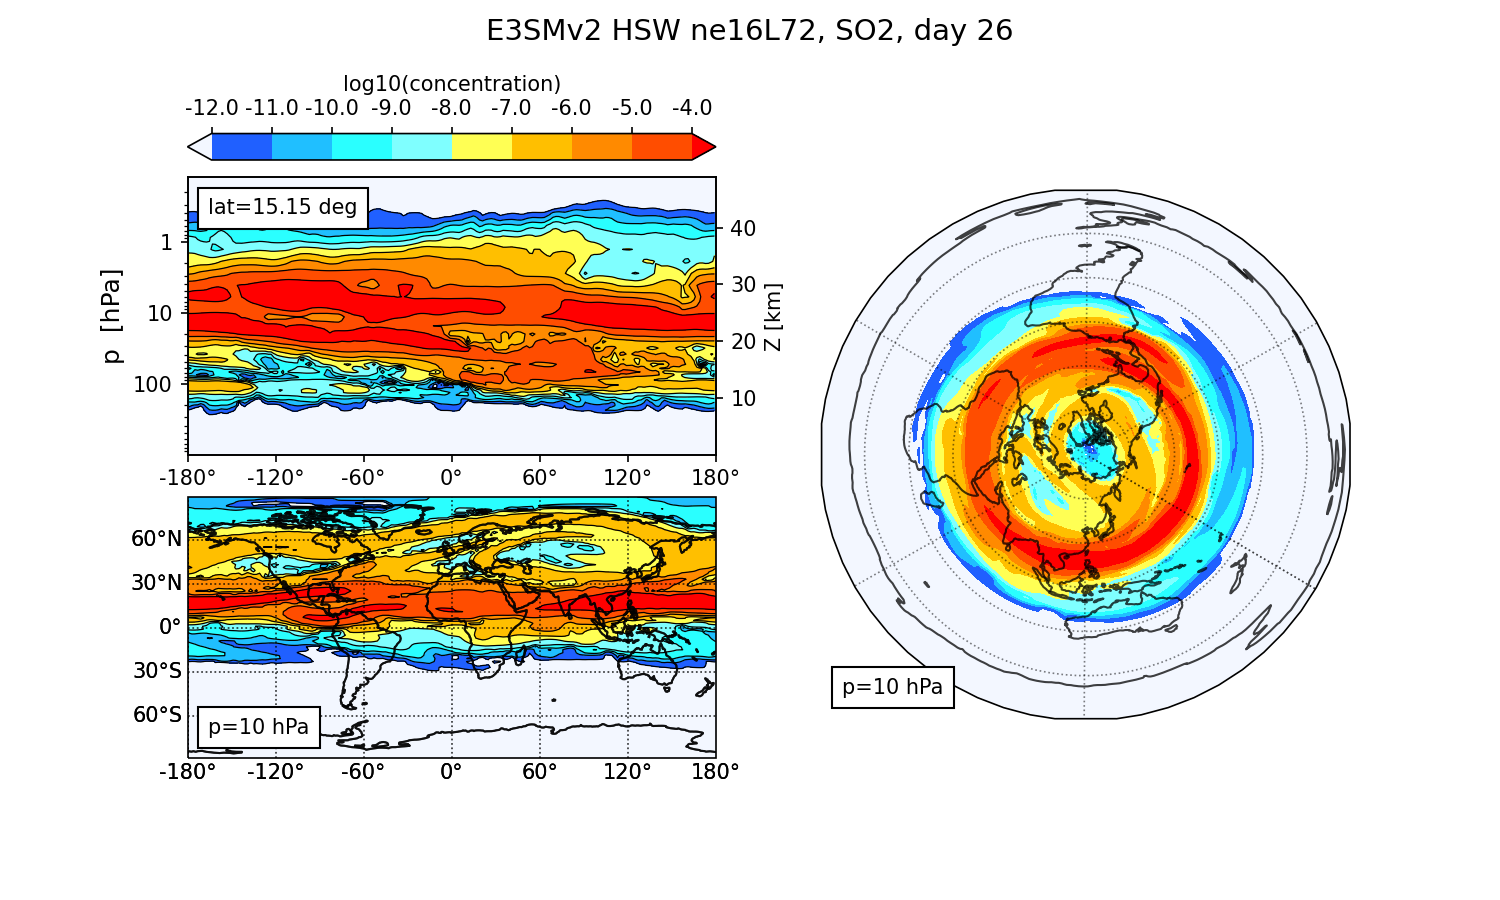 E3SMv2 HSW ne16L72, SO2, day 26
log10(concentration)
-12.0 -11.0 -10.0 -9.0 -8.0 -7.0 -6.0 -5.0 -4.0
lat=15.15 deg
p [hPa]
1
10
100
40
30
20
10
Z [km]
-180° -120° -60° 0° 60° 120° 180°
60°N
30°N
0°
30°S
60°S
p=10 hPa
-180° -120° -60° 0° 60° 120° 180°
p=10 hPa